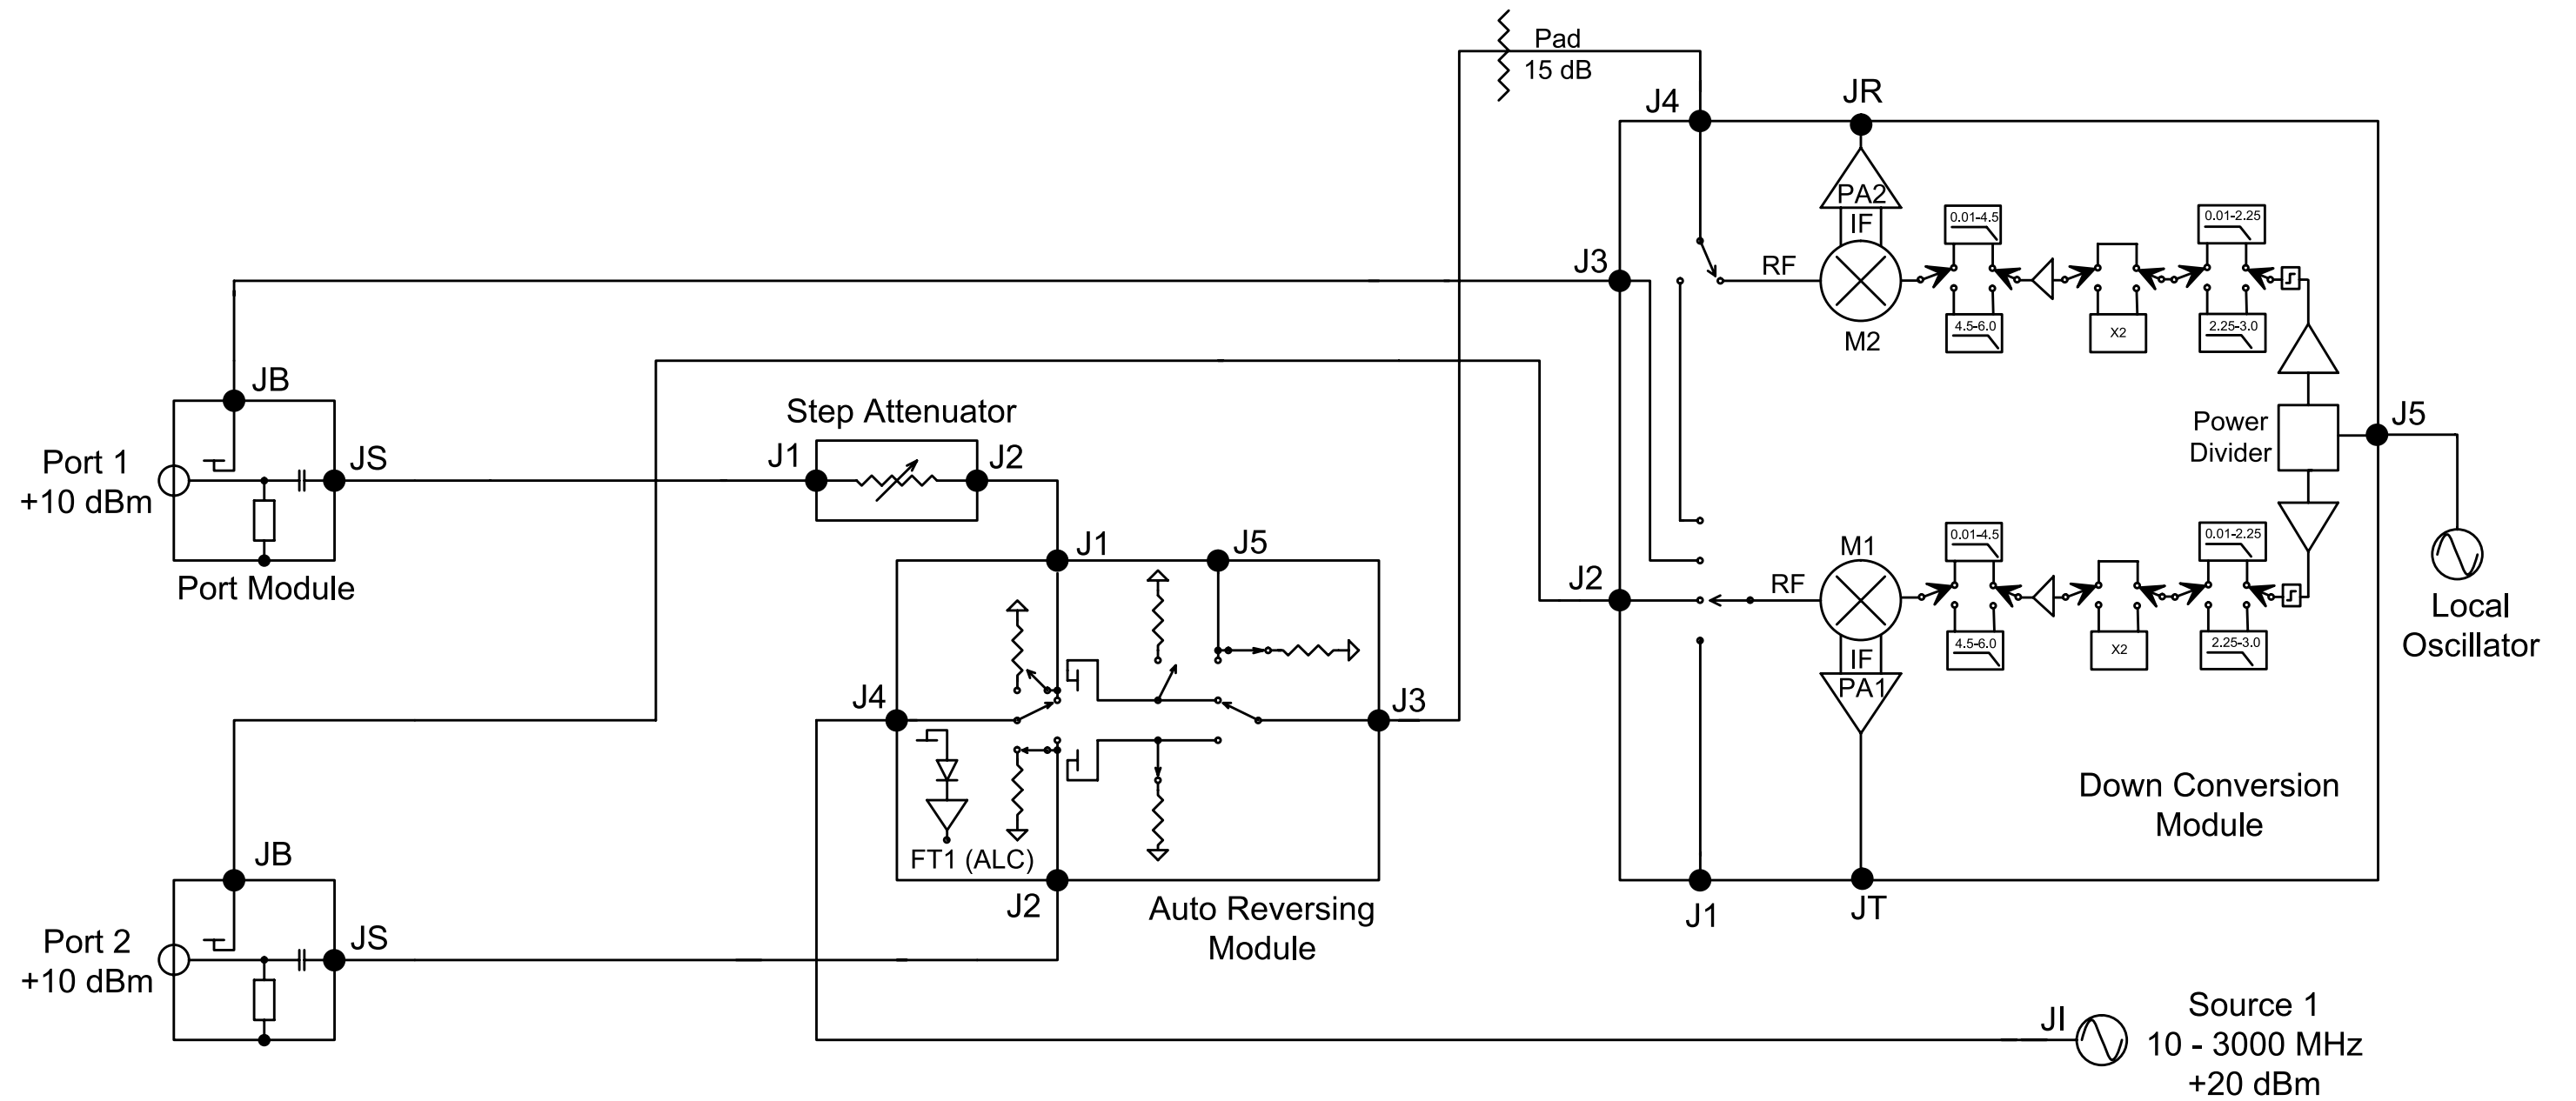 Pad
15 dB
J4
JR
PA2
IF
0.01-4.5
0.01-2.25
J3
RF
M2
4.5-6.0
X2
2.25-3.0
JB
Step Attenuator
Power
Divider
J5
Port 1
+10 dBm
JS
J1
J2
Port Module
J1
J5
J2
M1
RF
0.01-4.5
0.01-2.25
Local
Oscillator
IF
4.5-6.0
X2
2.25-3.0
PA1
J4
J3
FT1 (ALC)
Down Conversion
Module
JB
J2
Auto Reversing
Module
J1
JT
Port 2
+10 dBm
JS
JI
Source 1
10 - 3000 MHz
+20 dBm